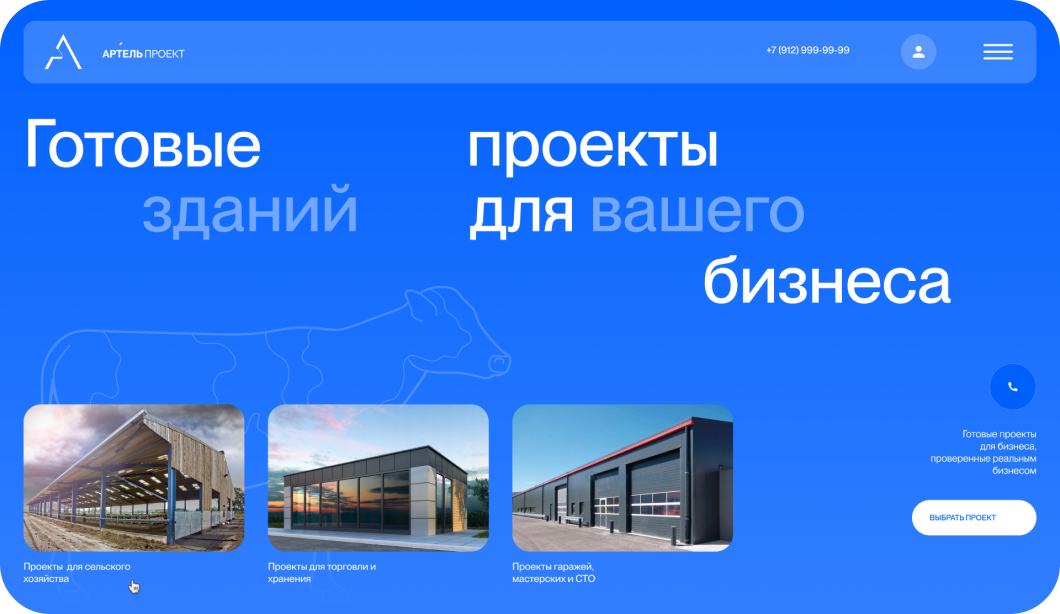 АРТЕЛЬ ПРОЕКТ
+7 (912) 999-99-99
Готовые проекты
зданий для вашего
бизнеса
Готовые проекты
для бизнеса,
проверенные реальным
бизнесом
ВЫБРАТЬ ПРОЕКТ
Проекты для сельского
хозяйства
Проекты для торговли и
хранения
Проекты гаражей,
мастерских и СТО